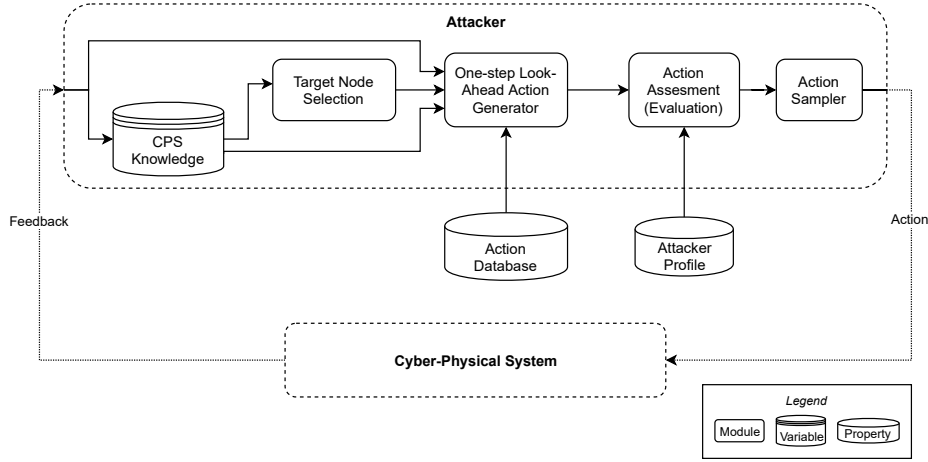 Attacker
Target Node
Selection
One-step Look-
Ahead Action
Generator
Action
Assesment
(Evaluation)
Action
Sampler
CPS
Knowledge
Feedback
Action
Action
Database
Attacker
Profile
Cyber-Physical System
Legend
Module
Variable
Property